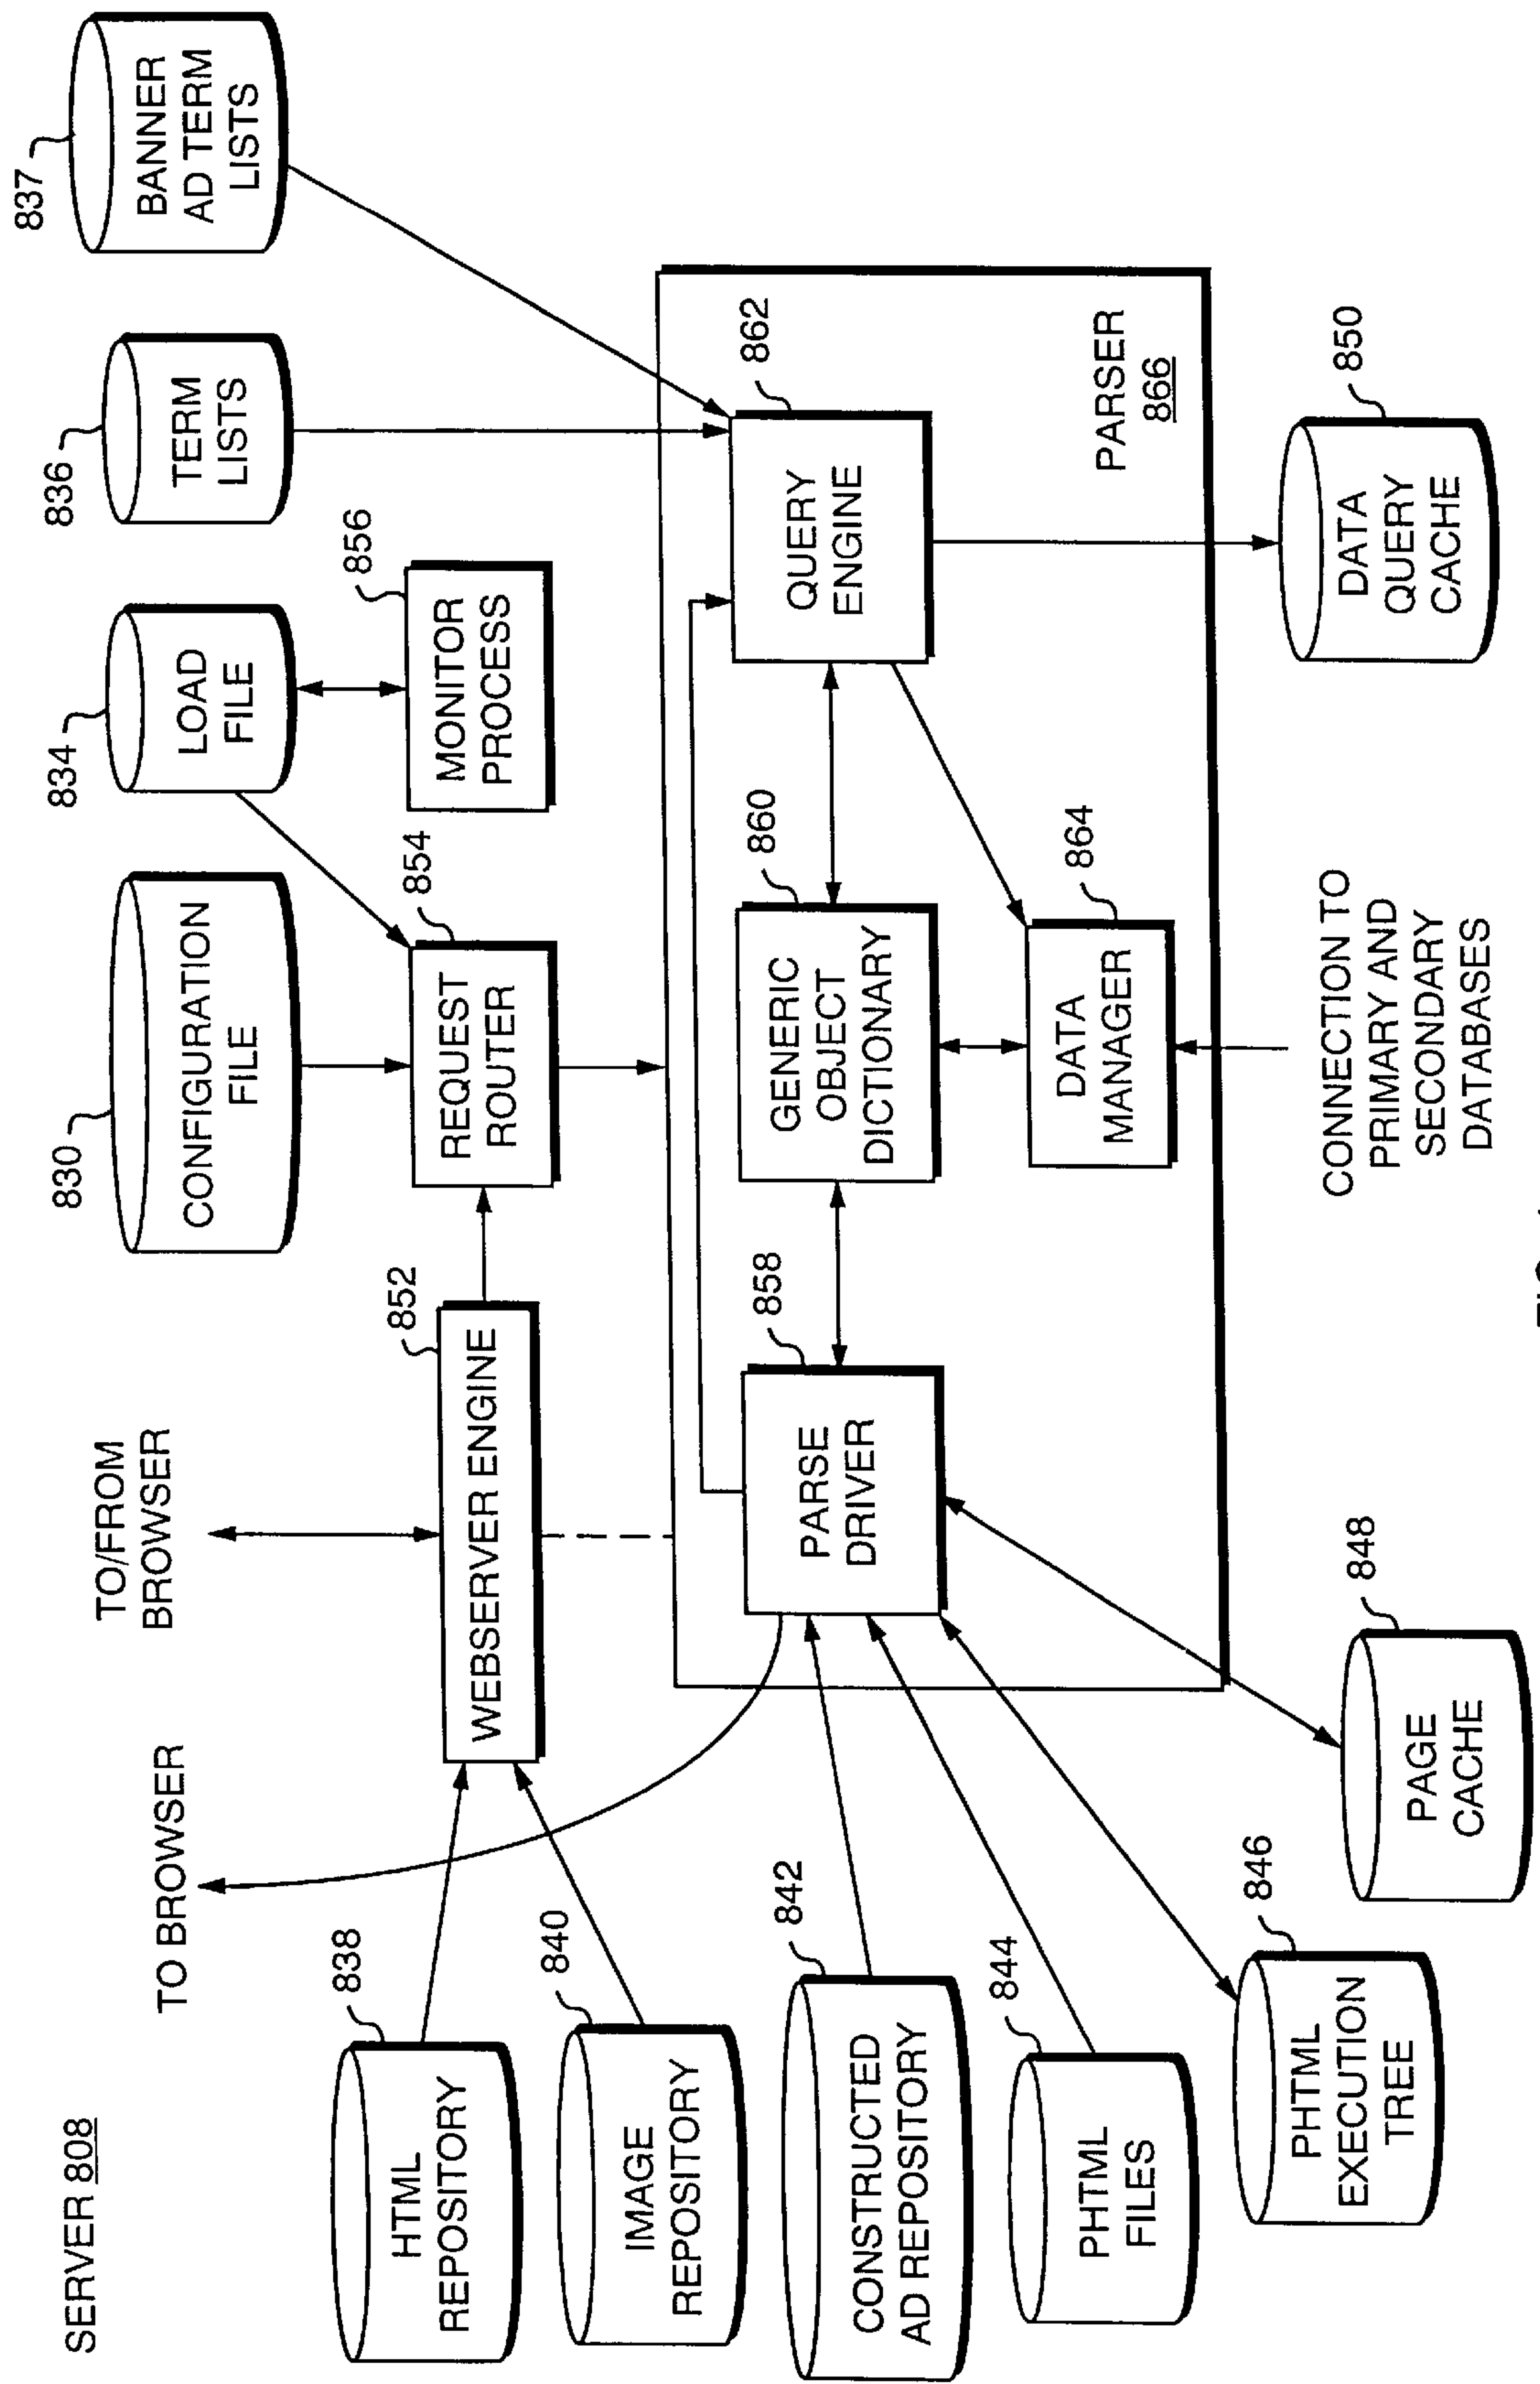 SERVER 808
TO BROWSER
TO/FROM
BROWSER
830
CONFIGURATION
FILE
834
LOAD
FILE
836
TERM
LISTS
837
BANNER
AD TERM
LISTS
838
HTML
REPOSITORY
852
WEBSERVER ENGINE
854
REQUEST
ROUTER
856
MONITOR
PROCESS
840
IMAGE
REPOSITORY
842
CONSTRUCTED
AD REPOSITORY
858
PARSE
DRIVER
860
GENERIC
OBJECT
DICTIONARY
862
QUERY
ENGINE
844
PHTML
FILES
864
DATA
MANAGER
PARSER
866
846
PHTML
EXECUTION
TREE
848
PAGE
CACHE
CONNECTION TO
PRIMARY AND
SECONDARY
DATABASES
850
DATA
QUERY
CACHE